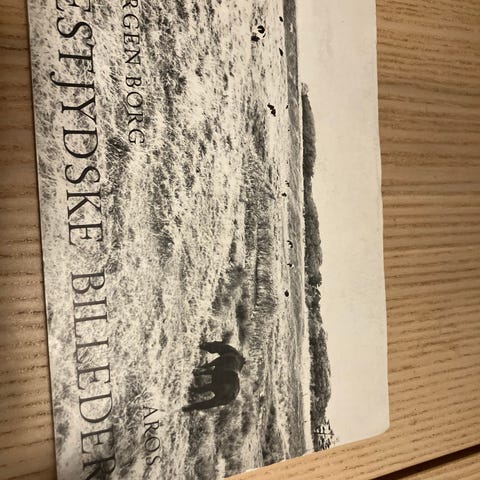 RGEN BORG
ESTJYDSKE BILLEDER
AROS